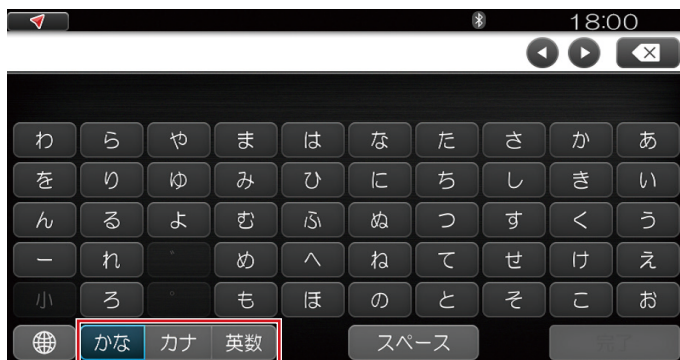 18:00
わ ら や ま は な た さ か あ
を り ゆ み ひ に ち し き い
ん る よ む ふ ぬ つ す く う
ー れ ゛ め へ ね て せ け え
小 ろ ゜ も ほ の と そ こ お
かな カナ 英数 スペース 完了